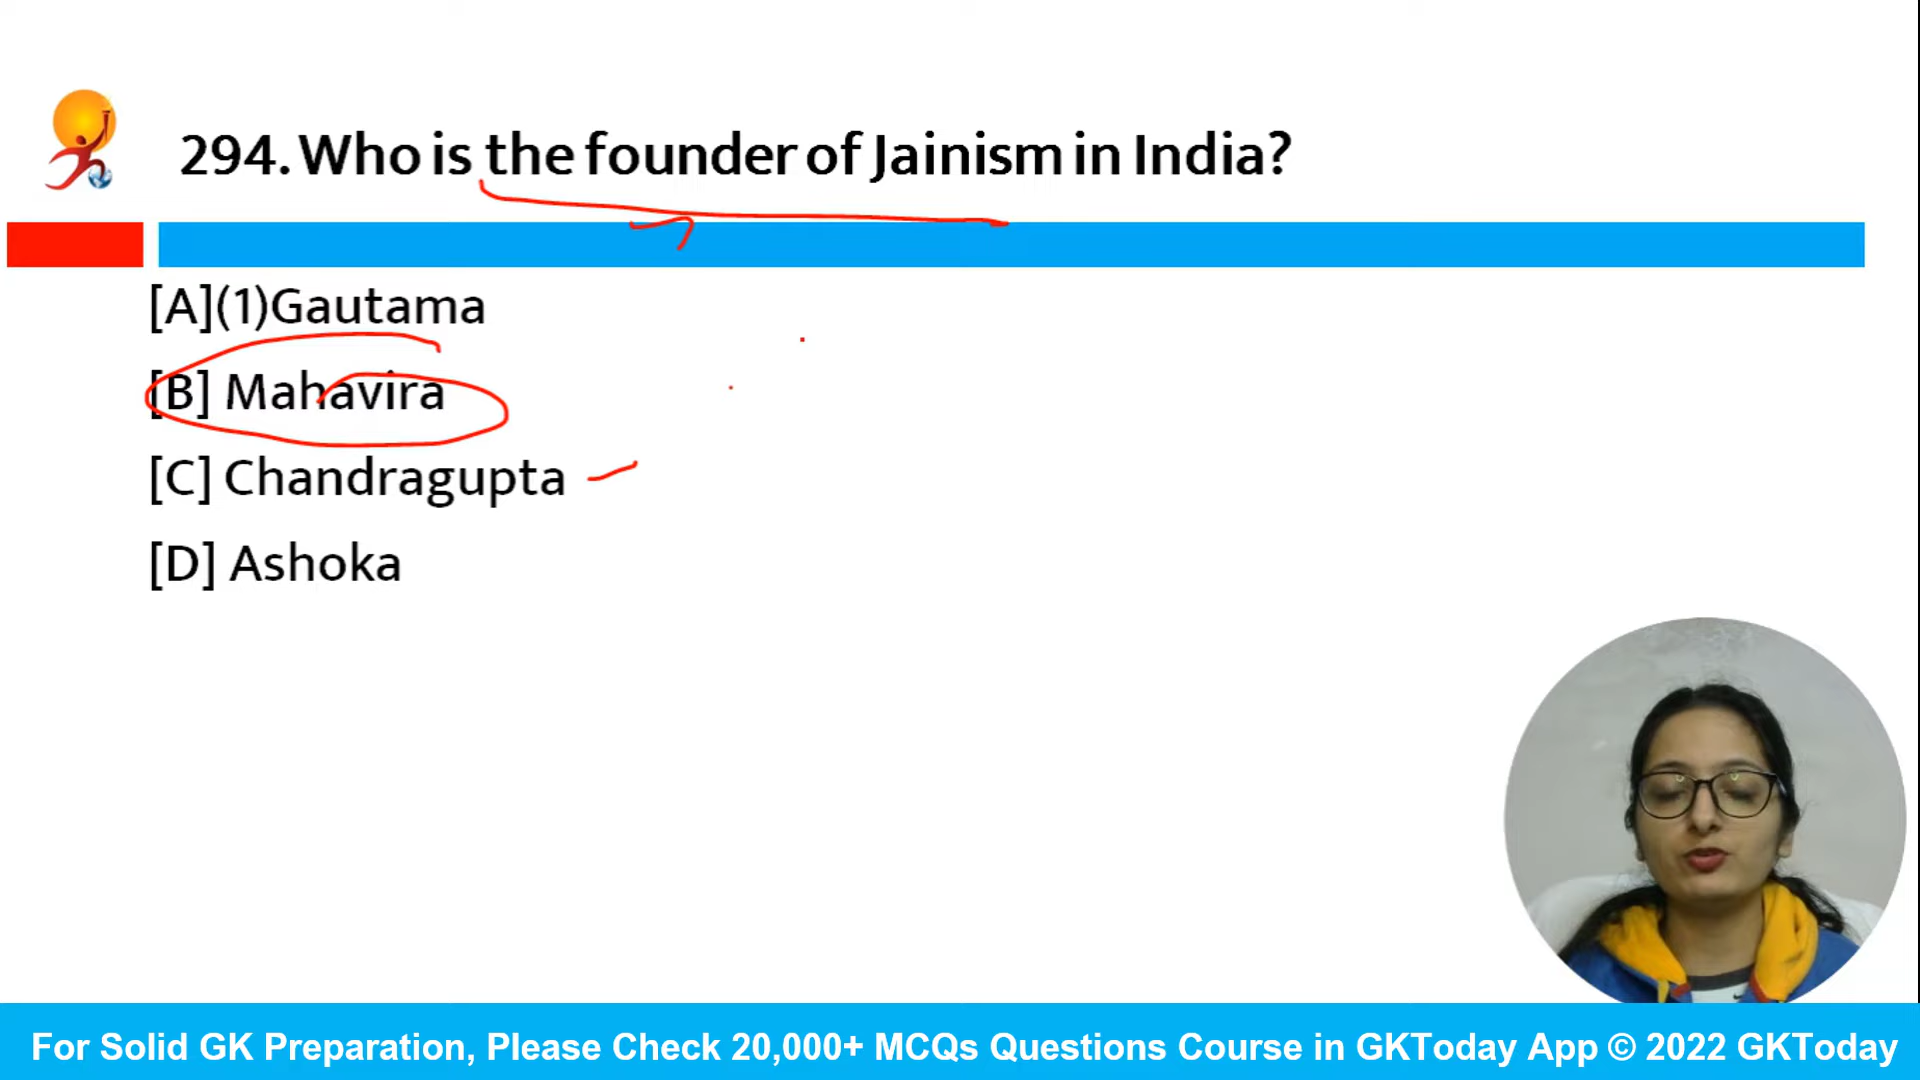 294. Who is the founder of Jainism in India?
[A](1)Gautama
[B] Mahavira
[C] Chandragupta
[D] Ashoka
For Solid GK Preparation, Please Check 20,000+ MCQs Questions Course in GKToday App © 2022 GKToday